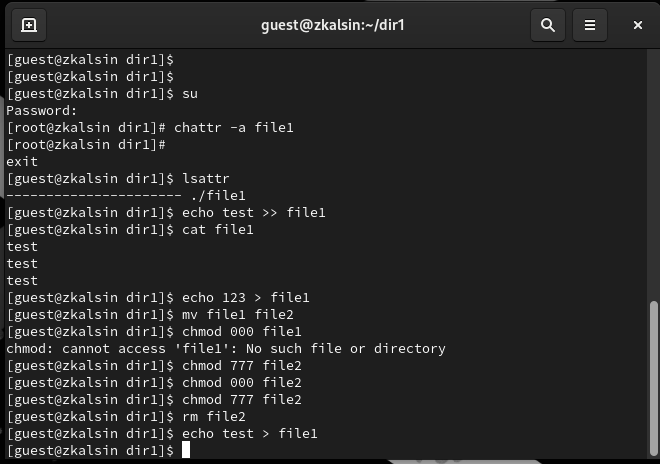 guest@zkalsin:~/dir1
[guest@zkalsin dir1]$
[guest@zkalsin dir1]$
[guest@zkalsin dir1]$ su
Password:
[root@zkalsin dir1]# chattr -a file1
[root@zkalsin dir1]#
exit
[guest@zkalsin dir1]$ lsattr
---------------------- ./file1
[guest@zkalsin dir1]$ echo test >> file1
[guest@zkalsin dir1]$ cat file1
test
test
test
[guest@zkalsin dir1]$ echo 123 > file1
[guest@zkalsin dir1]$ mv file1 file2
[guest@zkalsin dir1]$ chmod 000 file1
chmod: cannot access 'file1': No such file or directory
[guest@zkalsin dir1]$ chmod 777 file2
[guest@zkalsin dir1]$ chmod 000 file2
[guest@zkalsin dir1]$ chmod 777 file2
[guest@zkalsin dir1]$ rm file2
[guest@zkalsin dir1]$ echo test > file1
[guest@zkalsin dir1]$